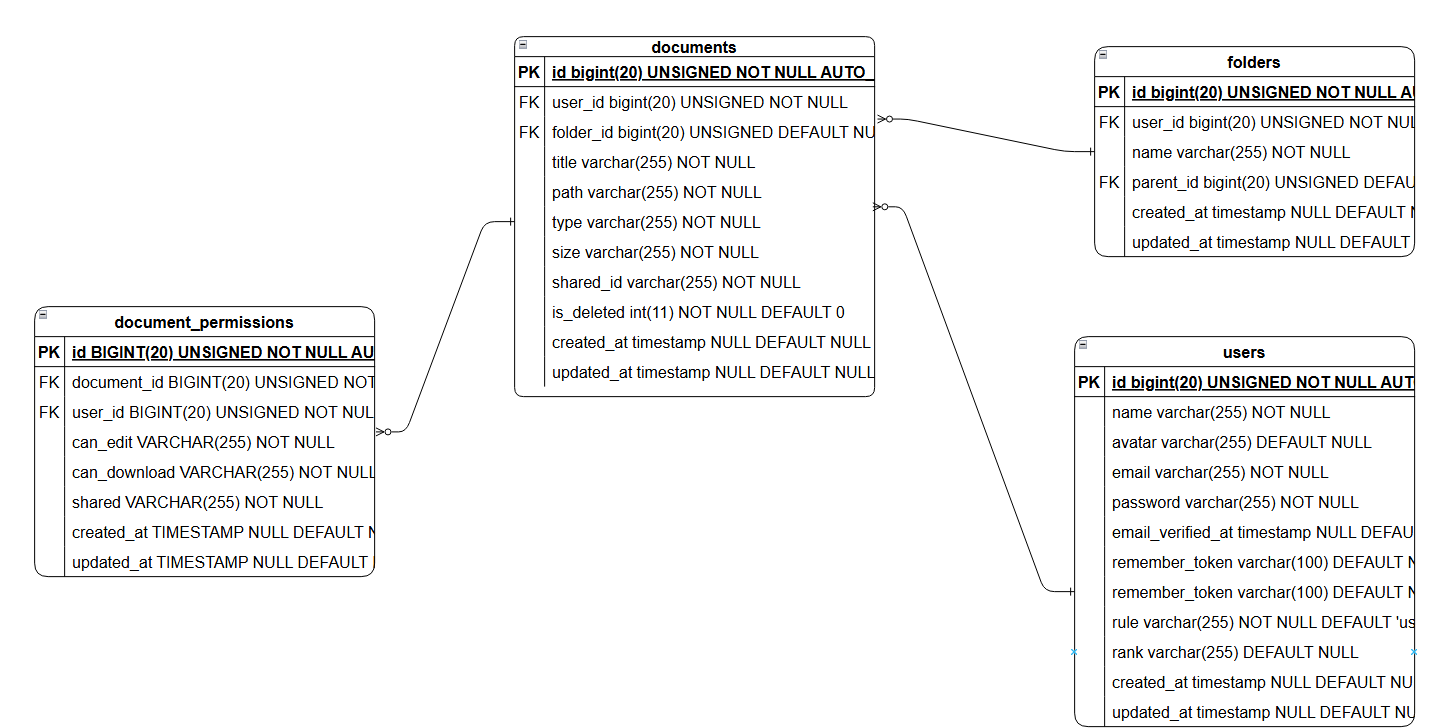 documents
PK id bigint(20) UNSIGNED NOT NULL AUTO_
FK user_id bigint(20) UNSIGNED NOT NULL
FK folder_id bigint(20) UNSIGNED DEFAULT NU
title varchar(255) NOT NULL
path varchar(255) NOT NULL
type varchar(255) NOT NULL
size varchar(255) NOT NULL
shared_id varchar(255) NOT NULL
is_deleted int(11) NOT NULL DEFAULT 0
created_at timestamp NULL DEFAULT NULL
updated_at timestamp NULL DEFAULT NULL
folders
PK id bigint(20) UNSIGNED NOT NULL AU
FK user_id bigint(20) UNSIGNED NOT NUL
name varchar(255) NOT NULL
FK parent_id bigint(20) UNSIGNED DEFAU
created_at timestamp NULL DEFAULT N
updated_at timestamp NULL DEFAULT
document_permissions
PK id BIGINT(20) UNSIGNED NOT NULL AU
FK document_id BIGINT(20) UNSIGNED NOT
FK user_id BIGINT(20) UNSIGNED NOT NUL
can_edit VARCHAR(255) NOT NULL
can_download VARCHAR(255) NOT NULL
shared VARCHAR(255) NOT NULL
created_at TIMESTAMP NULL DEFAULT N
updated_at TIMESTAMP NULL DEFAULT
users
PK id bigint(20) UNSIGNED NOT NULL AUT
name varchar(255) NOT NULL
avatar varchar(255) DEFAULT NULL
email varchar(255) NOT NULL
password varchar(255) NOT NULL
email_verified_at timestamp NULL DEFAU
remember_token varchar(100) DEFAULT N
remember_token varchar(100) DEFAULT N
rule varchar(255) NOT NULL DEFAULT 'us
rank varchar(255) DEFAULT NULL
created_at timestamp NULL DEFAULT NU
updated_at timestamp NULL DEFAULT NU